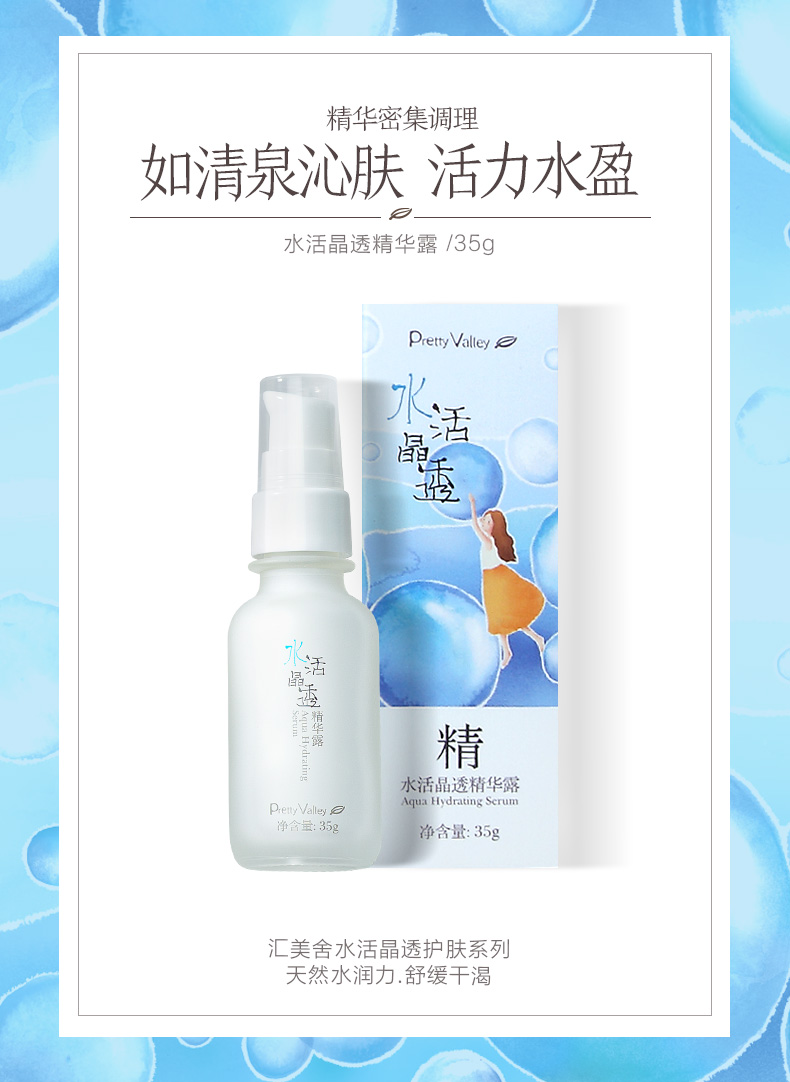 精华密集调理
如清泉沁肤 活力水盈
水活晶透精华露 /35g
Pretty Valley
水活晶透
精
水活晶透精华露
Aqua Hydrating Serum
净含量: 35g
水活晶透
精华露
Aqua Hydrating
Serum
Pretty Valley
净含量: 35g
汇美舍水活晶透护肤系列
天然水润力.舒缓干渴